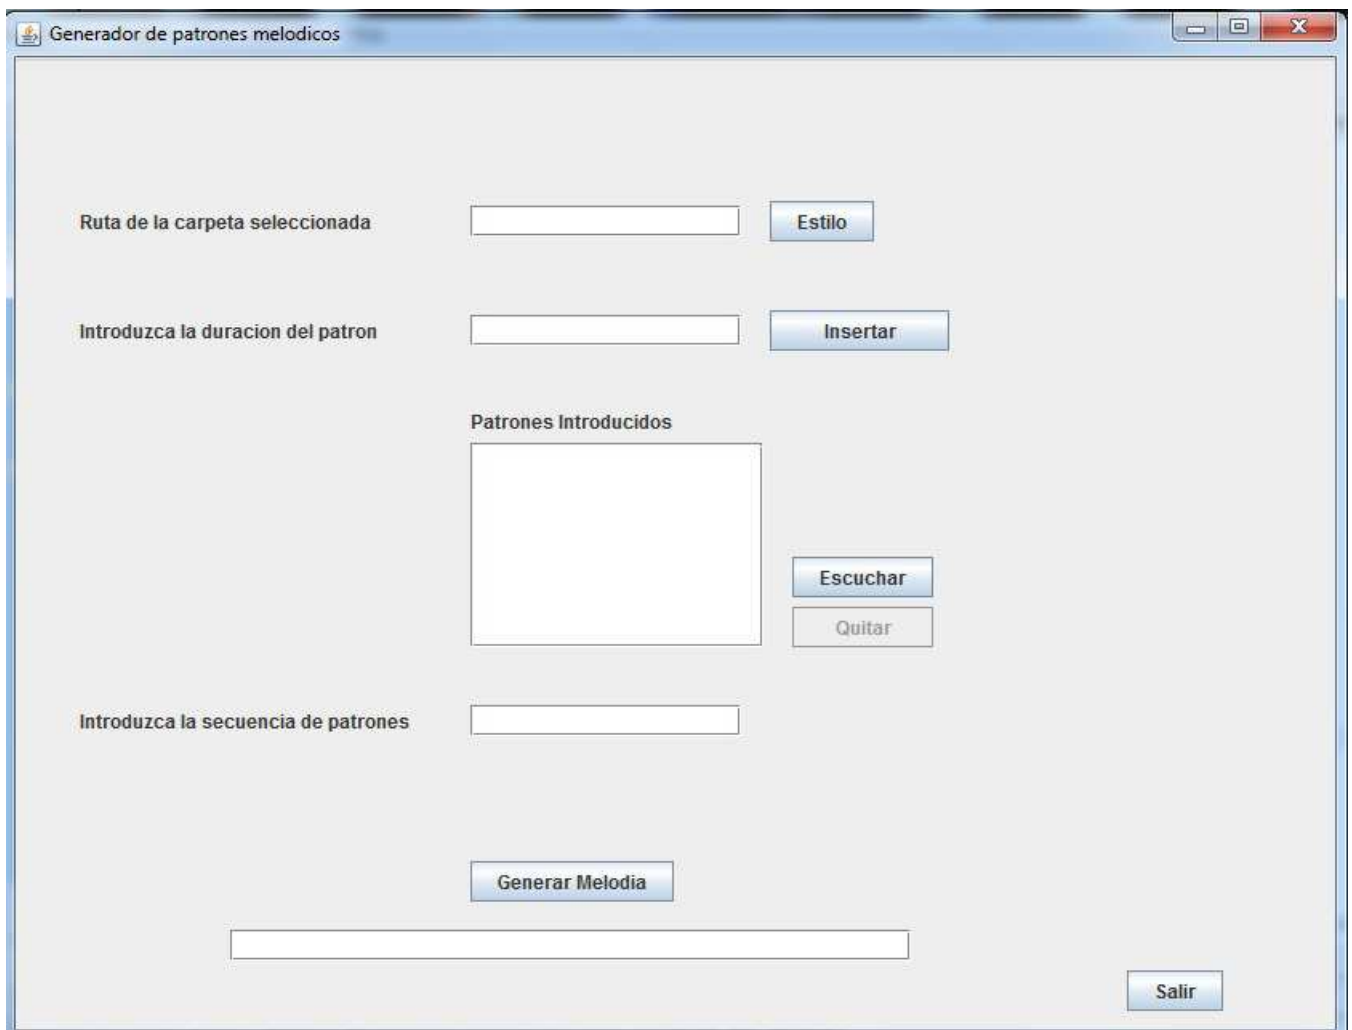 Generador de patrones melodicos
Ruta de la carpeta seleccionada
Estilo
Introduzca la duracion del patron
Insertar
Patrones Introducidos
Escuchar
Quitar
Introduzca la secuencia de patrones
Generar Melodia
Salir